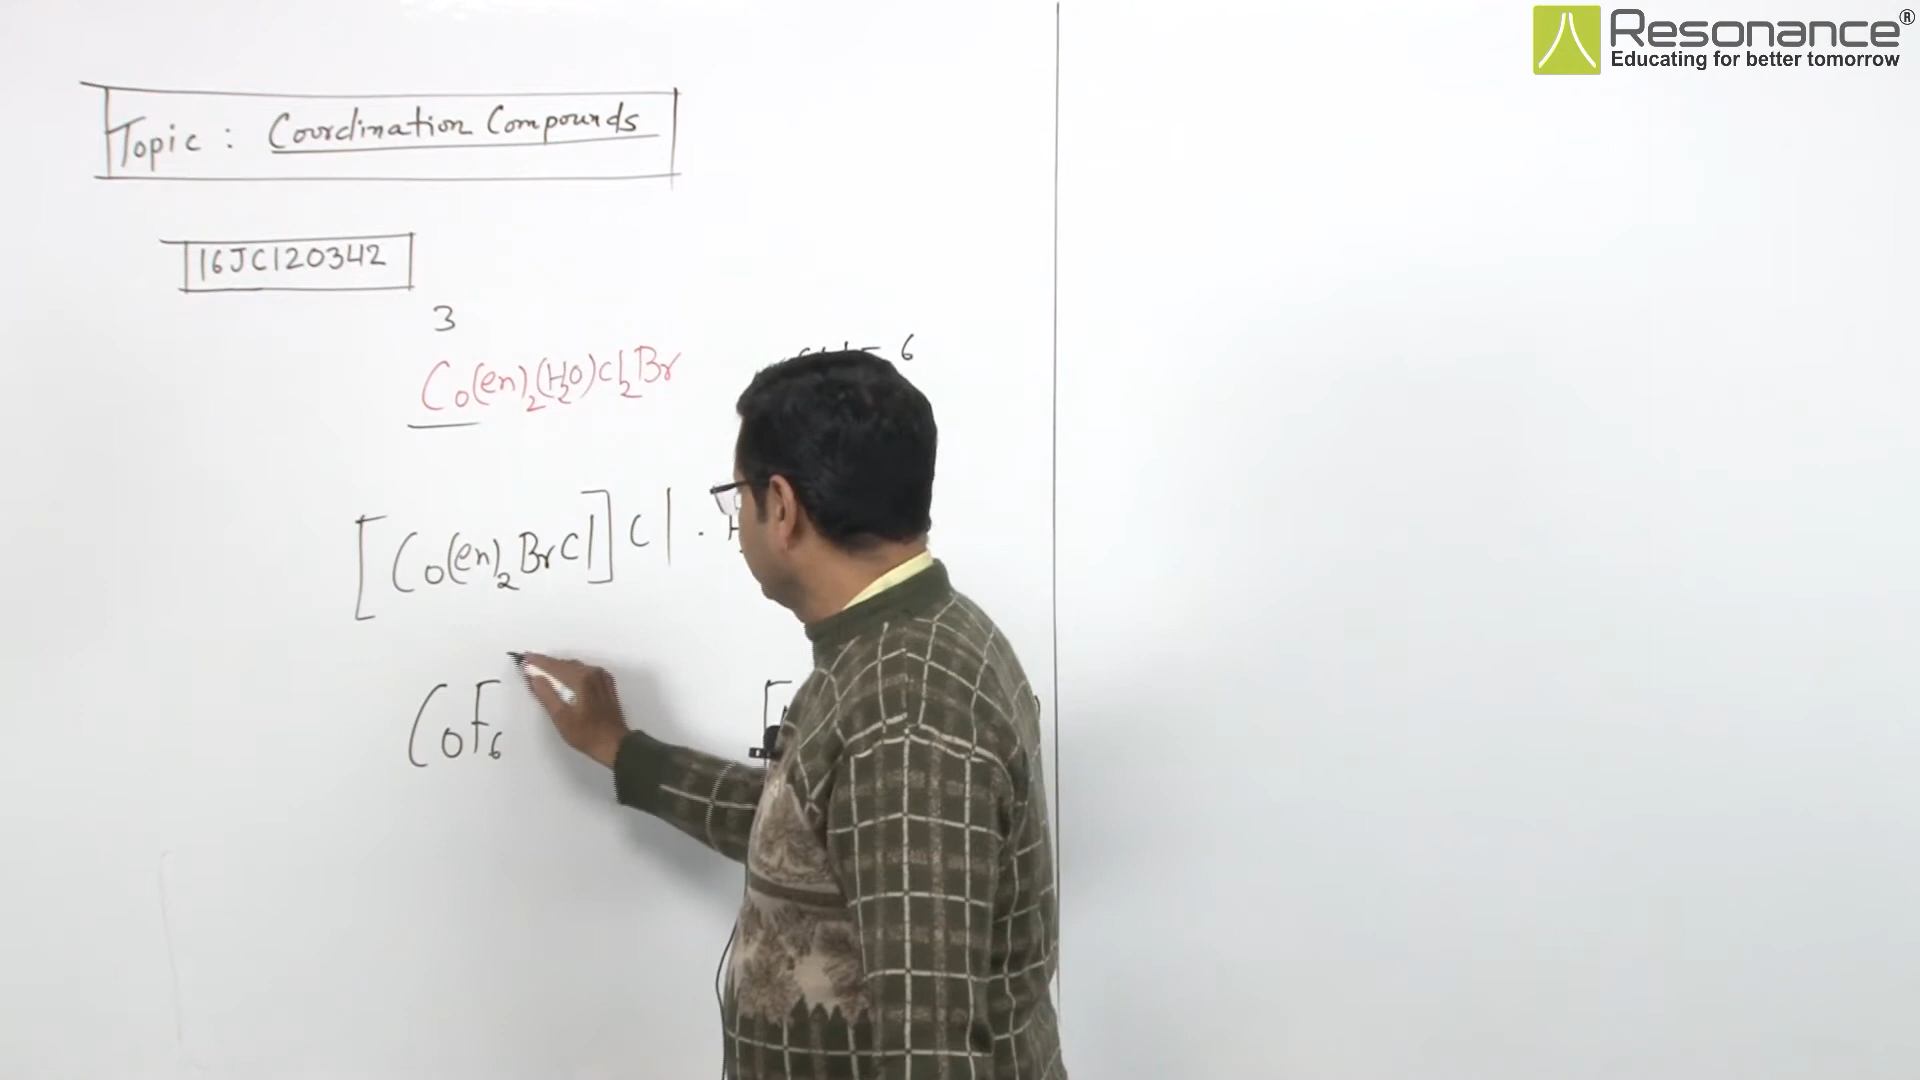 Resonance®
Educating for better tomorrow
Topic : Coordination Compounds
16JC120342
3
Co(en)₂(H₂O)Cl₂Br
6
[Co(en)₂BrCl]Cl .
CoF₆